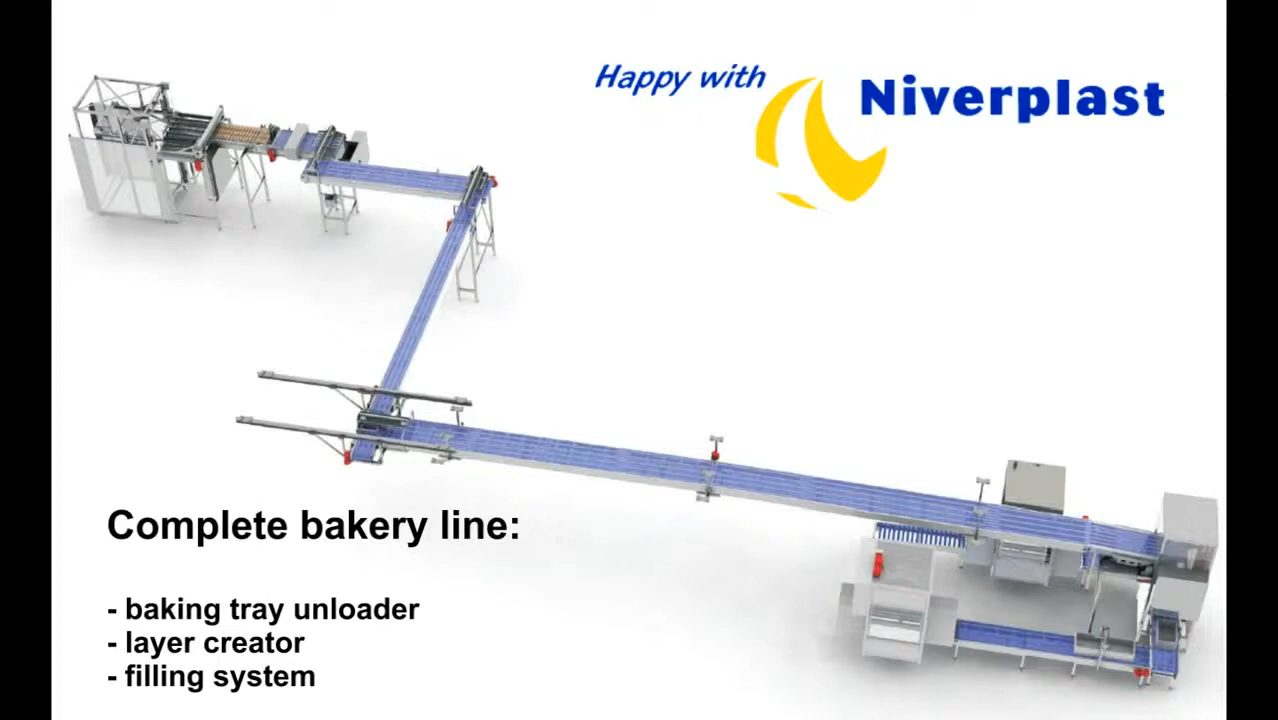 Happy with
Niverplast
Complete bakery line:
- baking tray unloader
- layer creator
- filling system